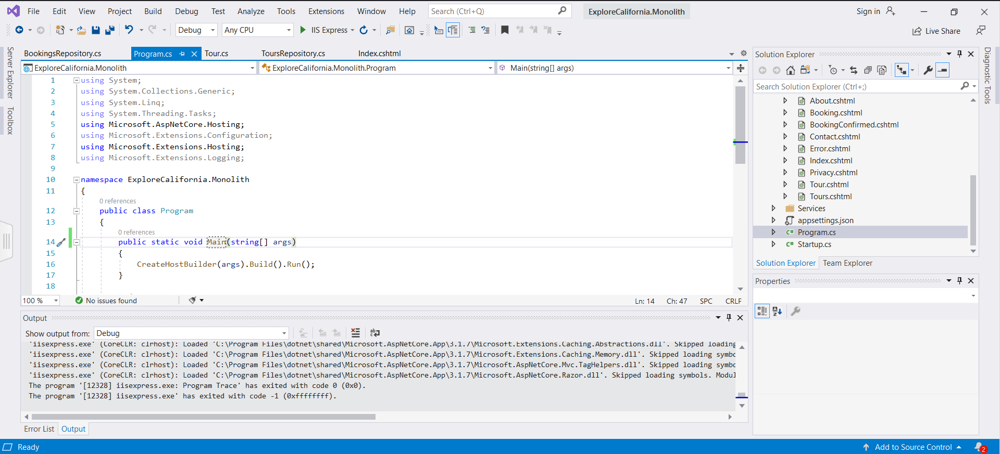 File Edit View Project Build Debug Test Analyze Tools Extensions Window Help Search (Ctrl+Q) ExploreCalifornia.Monolith Sign in
Debug Any CPU IIS Express Live Share
Server Explorer
Toolbox
BookingsRepository.cs Program.cs Tour.cs ToursRepository.cs Index.cshtml
ExploreCalifornia.Monolith ExploreCalifornia.Monolith.Program Main(string[] args)
1 using System;
2 using System.Collections.Generic;
3 using System.Linq;
4 using System.Threading.Tasks;
5 using Microsoft.AspNetCore.Hosting;
6 using Microsoft.Extensions.Configuration;
7 using Microsoft.Extensions.Hosting;
8 using Microsoft.Extensions.Logging;
9
10 namespace ExploreCalifornia.Monolith
11 {
0 references
12 public class Program
13 {
0 references
14 public static void Main(string[] args)
15 {
16 CreateHostBuilder(args).Build().Run();
17 }
18
100 % No issues found Ln: 14 Ch: 47 SPC CRLF
Output
Show output from: Debug
'iisexpress.exe' (CoreCLR: clrhost): Loaded 'C:\Program Files\dotnet\shared\Microsoft.AspNetCore.App\3.1.7\Microsoft.Extensions.Caching.Abstractions.dll'. Skipped loading
'iisexpress.exe' (CoreCLR: clrhost): Loaded 'C:\Program Files\dotnet\shared\Microsoft.AspNetCore.App\3.1.7\Microsoft.Extensions.Caching.Memory.dll'. Skipped loading symbo
'iisexpress.exe' (CoreCLR: clrhost): Loaded 'C:\Program Files\dotnet\shared\Microsoft.AspNetCore.App\3.1.7\Microsoft.AspNetCore.Mvc.TagHelpers.dll'. Skipped loading symbo
'iisexpress.exe' (CoreCLR: clrhost): Loaded 'C:\Program Files\dotnet\shared\Microsoft.AspNetCore.App\3.1.7\Microsoft.AspNetCore.Razor.dll'. Skipped loading symbols. Modul
The program '[12328] iisexpress.exe: Program Trace' has exited with code 0 (0x0).
The program '[12328] iisexpress.exe' has exited with code -1 (0xffffffff).
Error List Output
Solution Explorer
Search Solution Explorer (Ctrl+;)
About.cshtml
Booking.cshtml
BookingConfirmed.cshtml
Contact.cshtml
Error.cshtml
Index.cshtml
Privacy.cshtml
Tour.cshtml
Tours.cshtml
Services
appsettings.json
C# Program.cs
C# Startup.cs
Solution Explorer Team Explorer
Properties
Diagnostic Tools
Ready Add to Source Control 2